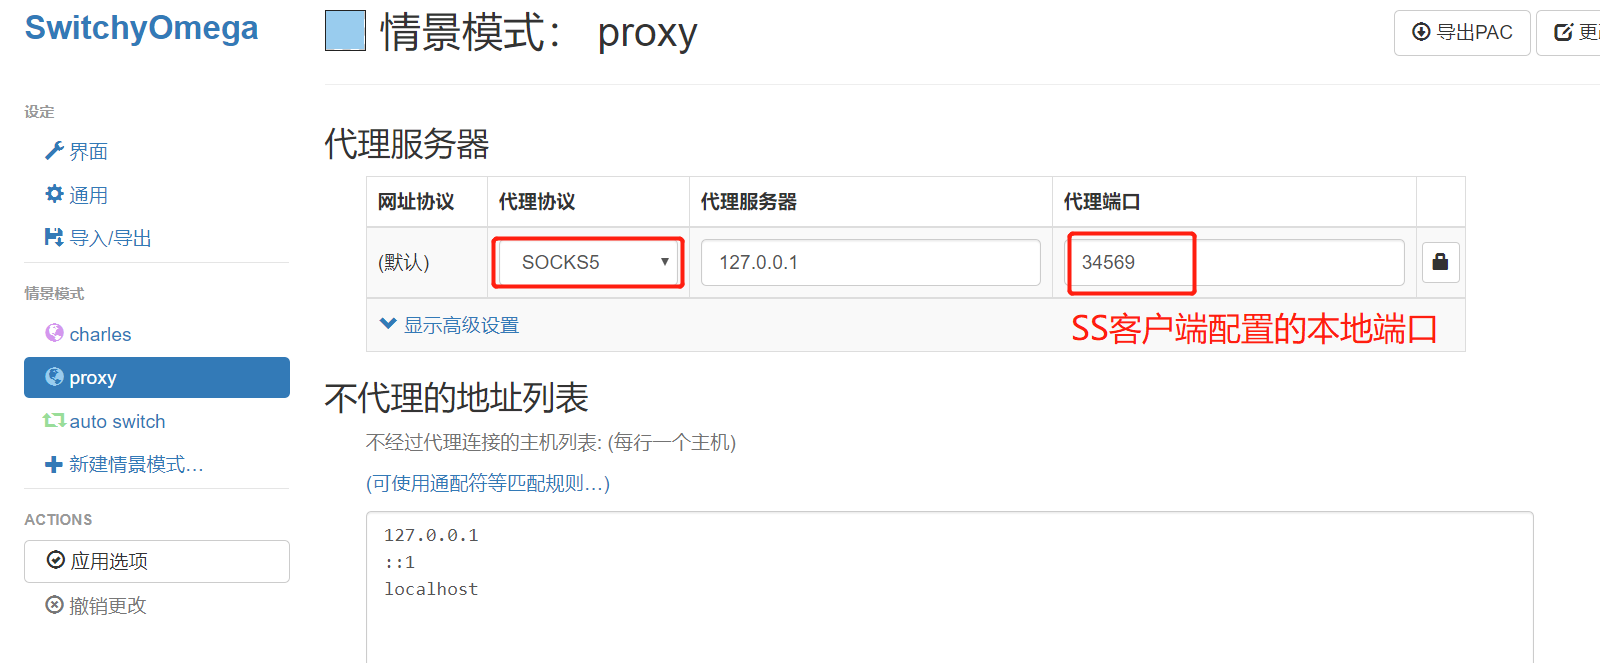 SwitchyOmega
设定
界面
通用
导入/导出
情景模式
charles
proxy
auto switch
新建情景模式…
ACTIONS
应用选项
撤销更改
情景模式： proxy
导出PAC
代理服务器
网址协议 代理协议 代理服务器 代理端口
(默认) SOCKS5 127.0.0.1 34569
显示高级设置
SS客户端配置的本地端口
不代理的地址列表
不经过代理连接的主机列表: (每行一个主机)
(可使用通配符等匹配规则…)
127.0.0.1
::1
localhost